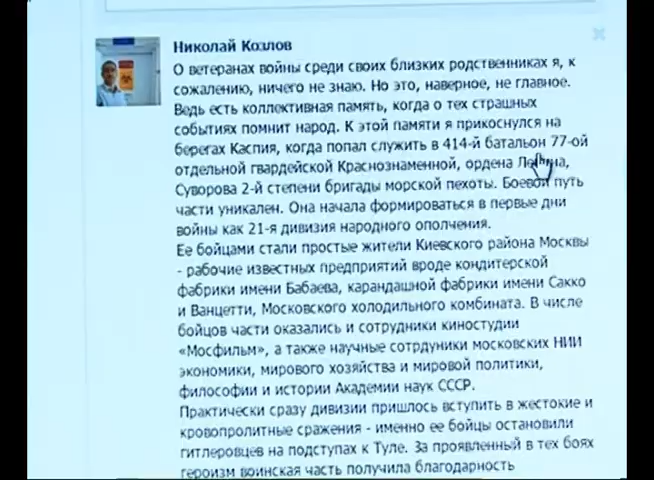 Николай Козлов
О ветеранах войны среди своих близких родственниках я, к
сожалению, ничего не знаю. Но это, наверное, не главное.
Ведь есть коллективная память, когда о тех страшных
событиях помнит народ. К этой памяти я прикоснулся на
берегах Каспия, когда попал служить в 414-й батальон 77-ой
отдельной гвардейской Краснознаменной, ордена Ленина,
Суворова 2-й степени бригады морской пехоты. Боевой путь
части уникален. Она начала формироваться в первые дни
войны как 21-я дивизия народного ополчения.
Ее бойцами стали простые жители Киевского района Москвы
- рабочие известных предприятий вроде кондитерской
фабрики имени Бабаева, карандашной фабрики имени Сакко
и Ванцетти, Московского холодильного комбината. В числе
бойцов части оказались и сотрудники киностудии
«Мосфильм», а также научные сотрдуники московских НИИ
экономики, мирового хозяйства и мировой политики,
философии и истории Академии наук СССР.
Практически сразу дивизии пришлось вступить в жестокие и
кровопролитные сражения - именно ее бойцы остановили
гитлеровцев на подступах к Туле. За проявленный в тех боях
героизм воинская часть получила благодарность